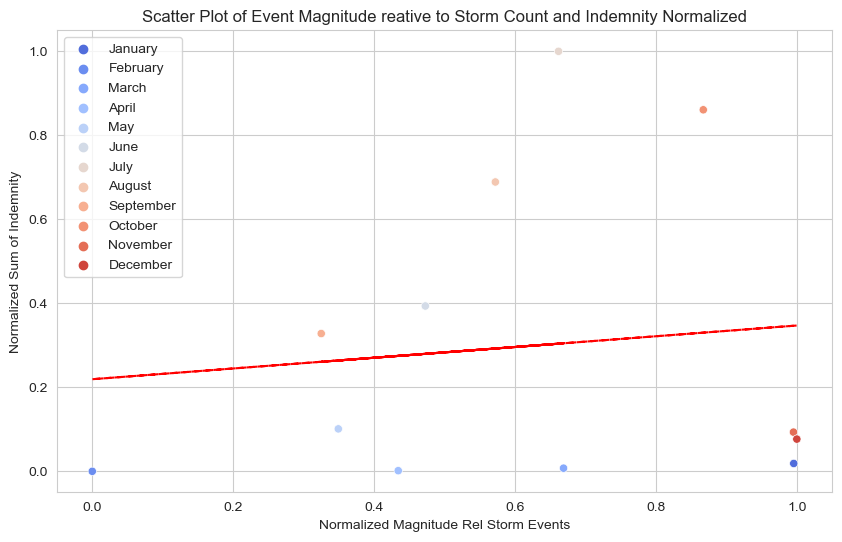 Scatter Plot of Event Magnitude reative to Storm Count and Indemnity Normalized
January
February
March
April
May
June
July
August
September
October
November
December
Normalized Sum of Indemnity
1.0
0.8
0.6
0.4
0.2
0.0
0.0
0.2
0.4
0.6
0.8
1.0
Normalized Magnitude Rel Storm Events